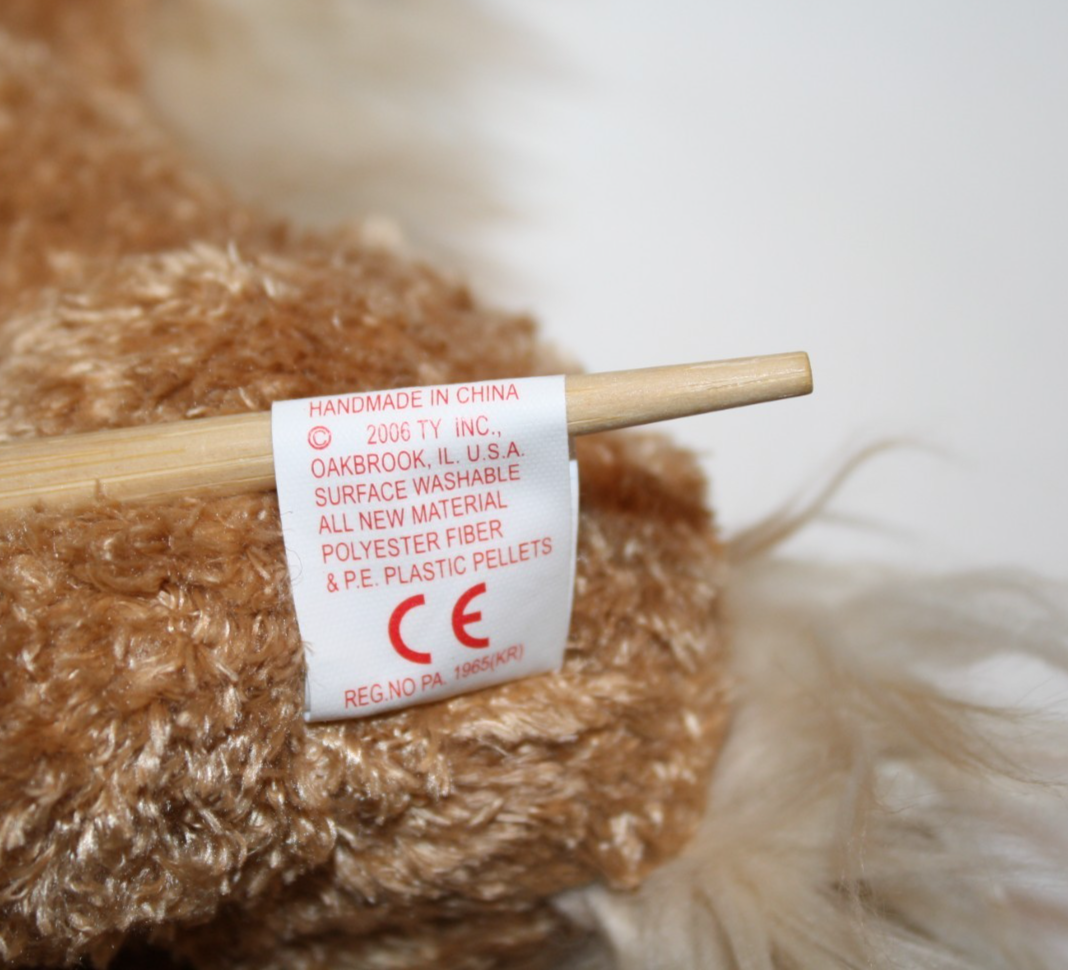 HANDMADE IN CHINA
© 2006 TY INC.,
OAKBROOK, IL. U.S.A.
SURFACE WASHABLE
ALL NEW MATERIAL
POLYESTER FIBER
& P.E. PLASTIC PELLETS
CE
REG.NO PA. 1965(KR)